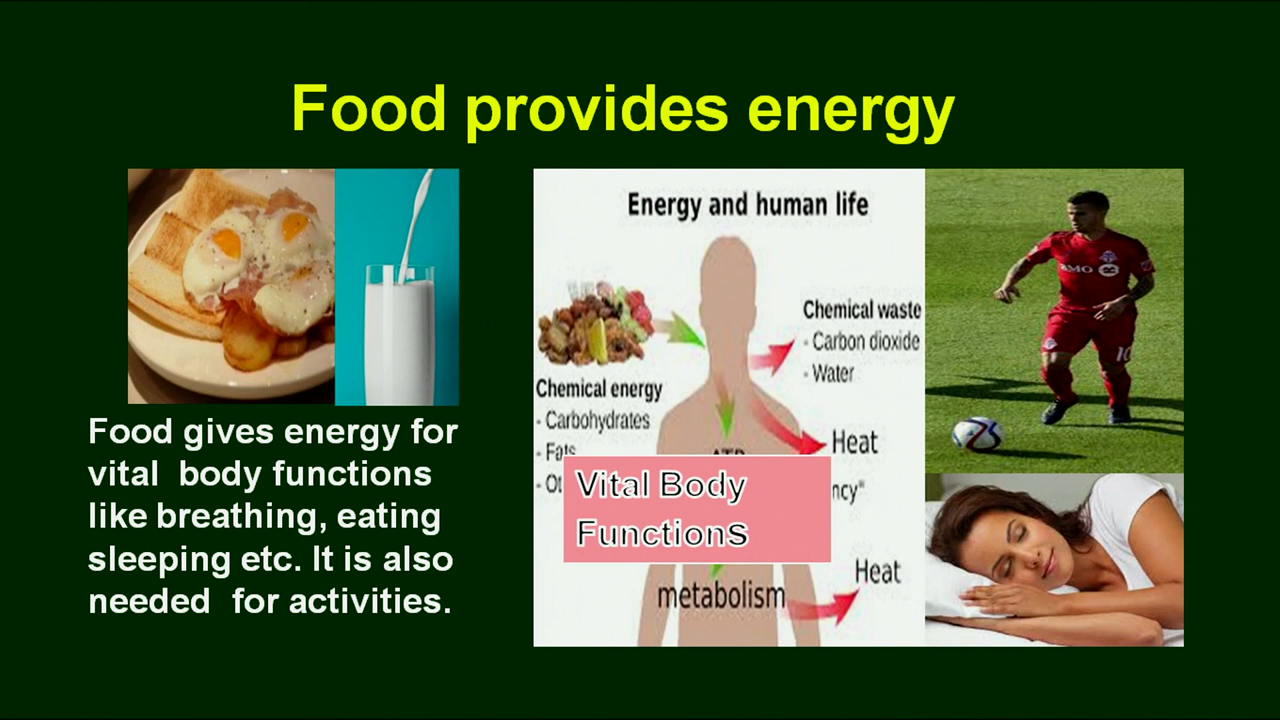 Food provides energy
Food gives energy for
vital body functions
like breathing, eating
sleeping etc. It is also
needed for activities.
Energy and human life
Chemical waste
- Carbon dioxide
- Water
Chemical energy
- Carbohydrates
- Fats
Heat
Vital Body
Functions
Heat
metabolism
BMO
10